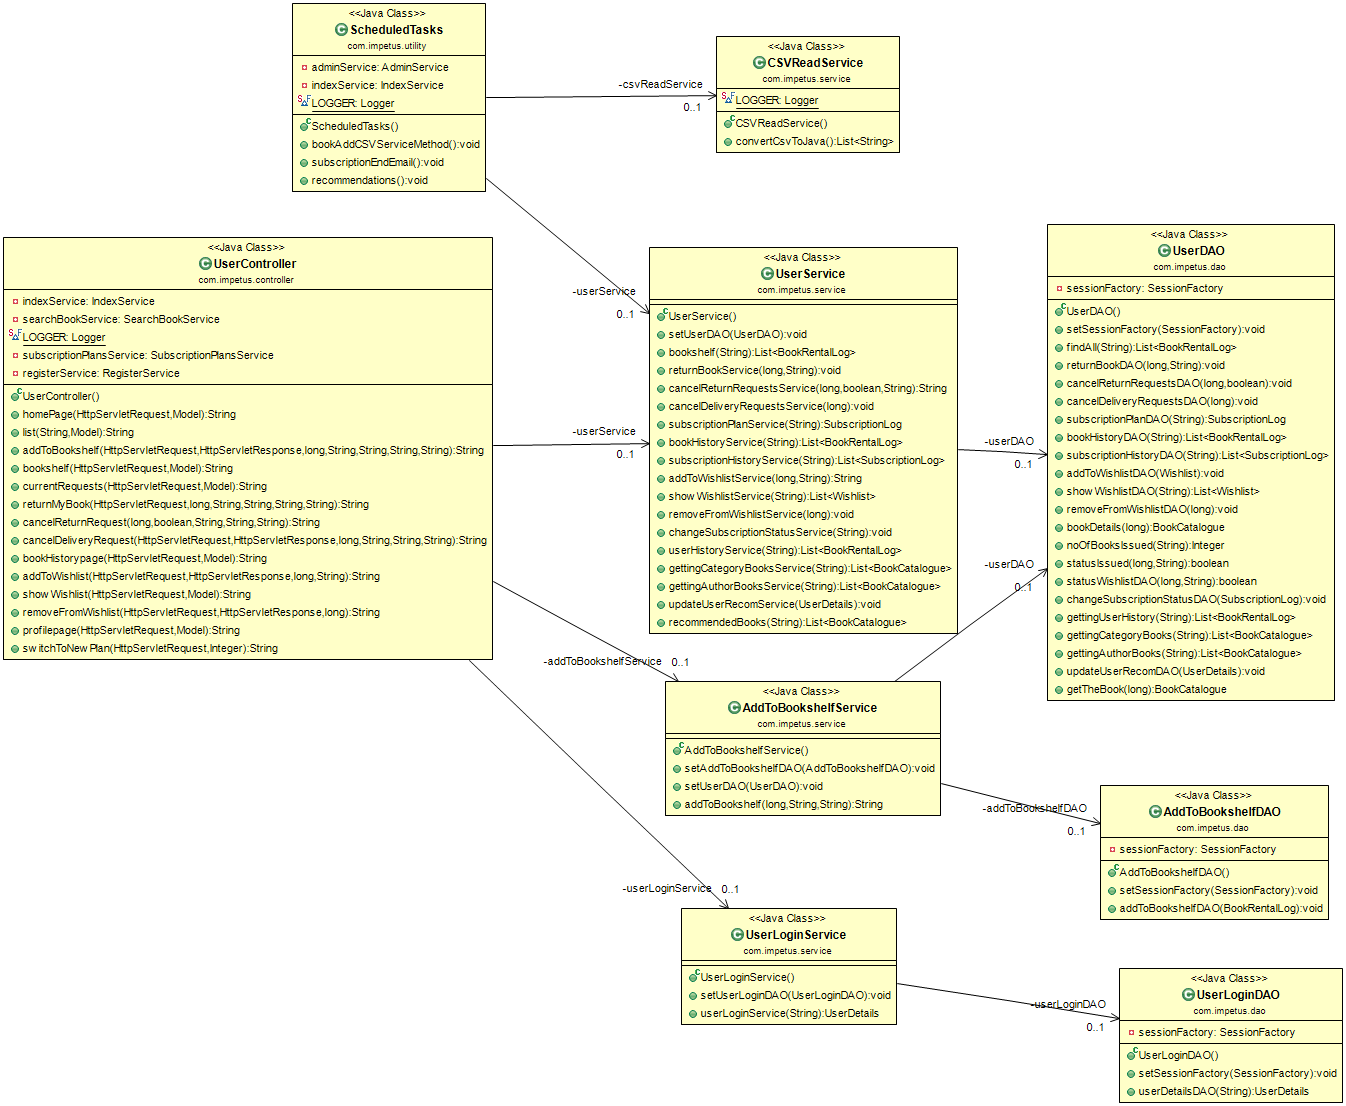 <<Java Class>>
ScheduledTasks
com.impetus.utility
adminService: AdminService
indexService: IndexService
LOGGER: Logger
ScheduledTasks()
bookAddCSVServiceMethod():void
subscriptionEndEmail():void
recommendations():void
-csvReadService
0..1
<<Java Class>>
CSVReadService
com.impetus.service
LOGGER: Logger
CSVReadService()
convertCsvToJava():List<String>
-userService
0..1
<<Java Class>>
UserController
com.impetus.controller
indexService: IndexService
searchBookService: SearchBookService
LOGGER: Logger
subscriptionPlansService: SubscriptionPlansService
registerService: RegisterService
UserController()
homePage(HttpServletRequest,Model):String
list(String,Model):String
addToBookshelf(HttpServletRequest,HttpServletResponse,long,String,String,String,String):String
bookshelf(HttpServletRequest,Model):String
currentRequests(HttpServletRequest,Model):String
returnMyBook(HttpServletRequest,long,String,String,String,String):String
cancelReturnRequest(long,boolean,String,String,String):String
cancelDeliveryRequest(HttpServletRequest,HttpServletResponse,long,String,String,String):String
bookHistorypage(HttpServletRequest,Model):String
addToWishlist(HttpServletRequest,HttpServletResponse,long,String):String
showWishlist(HttpServletRequest,Model):String
removeFromWishlist(HttpServletRequest,HttpServletResponse,long):String
profilepage(HttpServletRequest,Model):String
switchToNewPlan(HttpServletRequest,Integer):String
-userService
0..1
<<Java Class>>
UserService
com.impetus.service
UserService()
setUserDAO(UserDAO):void
bookshelf(String):List<BookRentalLog>
returnBookService(long,String):void
cancelReturnRequestsService(long,boolean,String):String
cancelDeliveryRequestsService(long):void
subscriptionPlanService(String):SubscriptionLog
bookHistoryService(String):List<BookRentalLog>
subscriptionHistoryService(String):List<SubscriptionLog>
addToWishlistService(long,String):String
showWishlistService(String):List<Wishlist>
removeFromWishlistService(long):void
changeSubscriptionStatusService(String):void
userHistoryService(String):List<BookRentalLog>
gettingCategoryBooksService(String):List<BookCatalogue>
gettingAuthorBooksService(String):List<BookCatalogue>
updateUserRecomService(UserDetails):void
recommendedBooks(String):List<BookCatalogue>
-userDAO
0..1
-userDAO
0..1
<<Java Class>>
UserDAO
com.impetus.dao
sessionFactory: SessionFactory
UserDAO()
setSessionFactory(SessionFactory):void
findAll(String):List<BookRentalLog>
returnBookDAO(long,String):void
cancelReturnRequestsDAO(long,boolean):void
cancelDeliveryRequestsDAO(long):void
subscriptionPlanDAO(String):SubscriptionLog
bookHistoryDAO(String):List<BookRentalLog>
subscriptionHistoryDAO(String):List<SubscriptionLog>
addToWishlistDAO(Wishlist):void
showWishlistDAO(String):List<Wishlist>
removeFromWishlistDAO(long):void
bookDetails(long):BookCatalogue
noOfBooksIssued(String):Integer
statusIssued(long,String):boolean
statusWishlistDAO(long,String):boolean
changeSubscriptionStatusDAO(SubscriptionLog):void
gettingUserHistory(String):List<BookRentalLog>
gettingCategoryBooks(String):List<BookCatalogue>
gettingAuthorBooks(String):List<BookCatalogue>
updateUserRecomDAO(UserDetails):void
getTheBook(long):BookCatalogue
-addToBookshelfService
0..1
<<Java Class>>
AddToBookshelfService
com.impetus.service
AddToBookshelfService()
setAddToBookshelfDAO(AddToBookshelfDAO):void
setUserDAO(UserDAO):void
addToBookshelf(long,String,String):String
-addToBookshelfDAO
0..1
<<Java Class>>
AddToBookshelfDAO
com.impetus.dao
sessionFactory: SessionFactory
AddToBookshelfDAO()
setSessionFactory(SessionFactory):void
addToBookshelfDAO(BookRentalLog):void
-userLoginService
0..1
<<Java Class>>
UserLoginService
com.impetus.service
UserLoginService()
setUserLoginDAO(UserLoginDAO):void
userLoginService(String):UserDetails
-userLoginDAO
0..1
<<Java Class>>
UserLoginDAO
com.impetus.dao
sessionFactory: SessionFactory
UserLoginDAO()
setSessionFactory(SessionFactory):void
userDetailsDAO(String):UserDetails